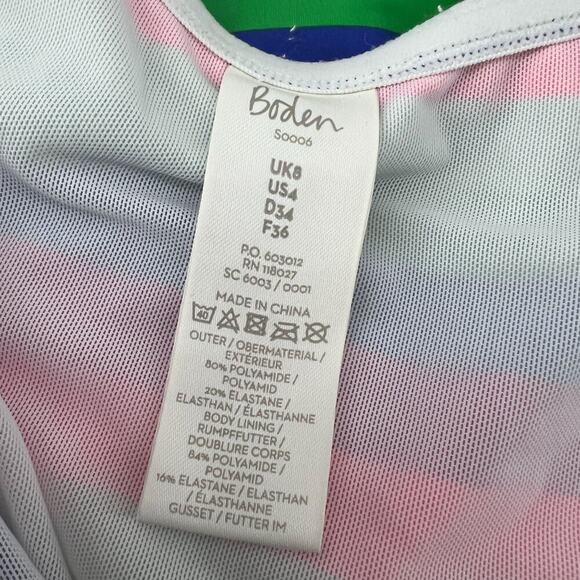 Boden
S0006
UK8
US4
D34
F36
P.O. 603012
RN 118027
SC 6003 / 0001
MADE IN CHINA
40
OUTER / OBERMATERIAL /
EXTÉRIEUR
80% POLYAMIDE /
POLYAMID
20% ELASTANE /
ELASTHAN / ÉLASTHANNE
BODY LINING /
RUMPFFUTTER /
DOUBLURE CORPS
84% POLYAMIDE /
POLYAMID
16% ELASTANE / ELASTHAN
/ ÉLASTHANNE
GUSSET / FUTTER IM